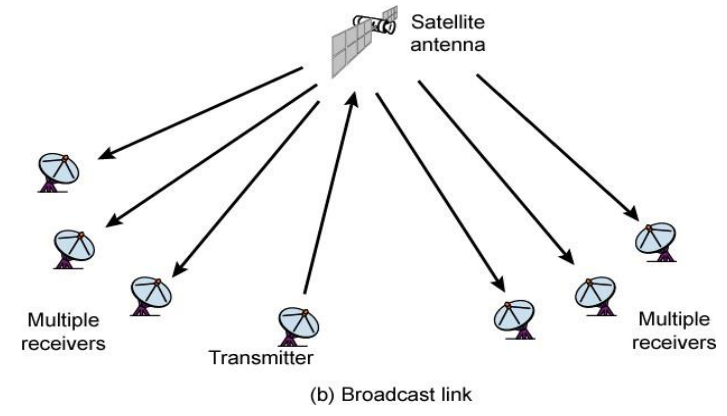 Satellite
antenna
Multiple
receivers
Transmitter
Multiple
receivers
(b) Broadcast link